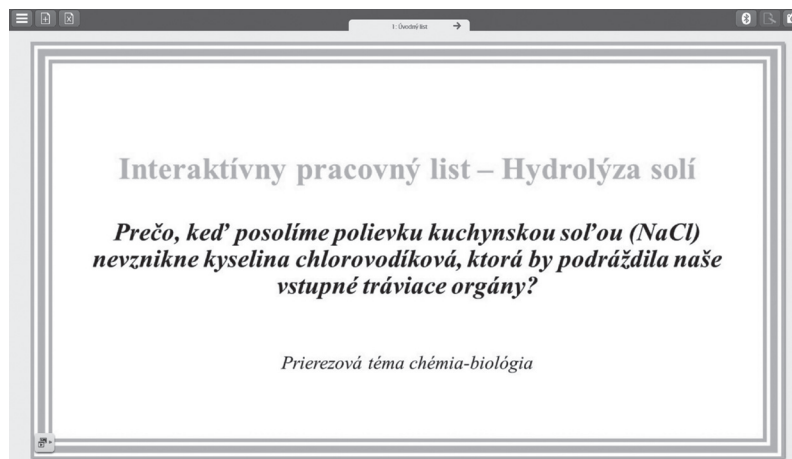 1: Úvodný list
Interaktívny pracovný list – Hydrolýza solí
Prečo, keď posolíme polievku kuchynskou soľou (NaCl)
nevznikne kyselina chlorovodíková, ktorá by podráždila naše
vstupné tráviace orgány?
Prierezová téma chémia-biológia